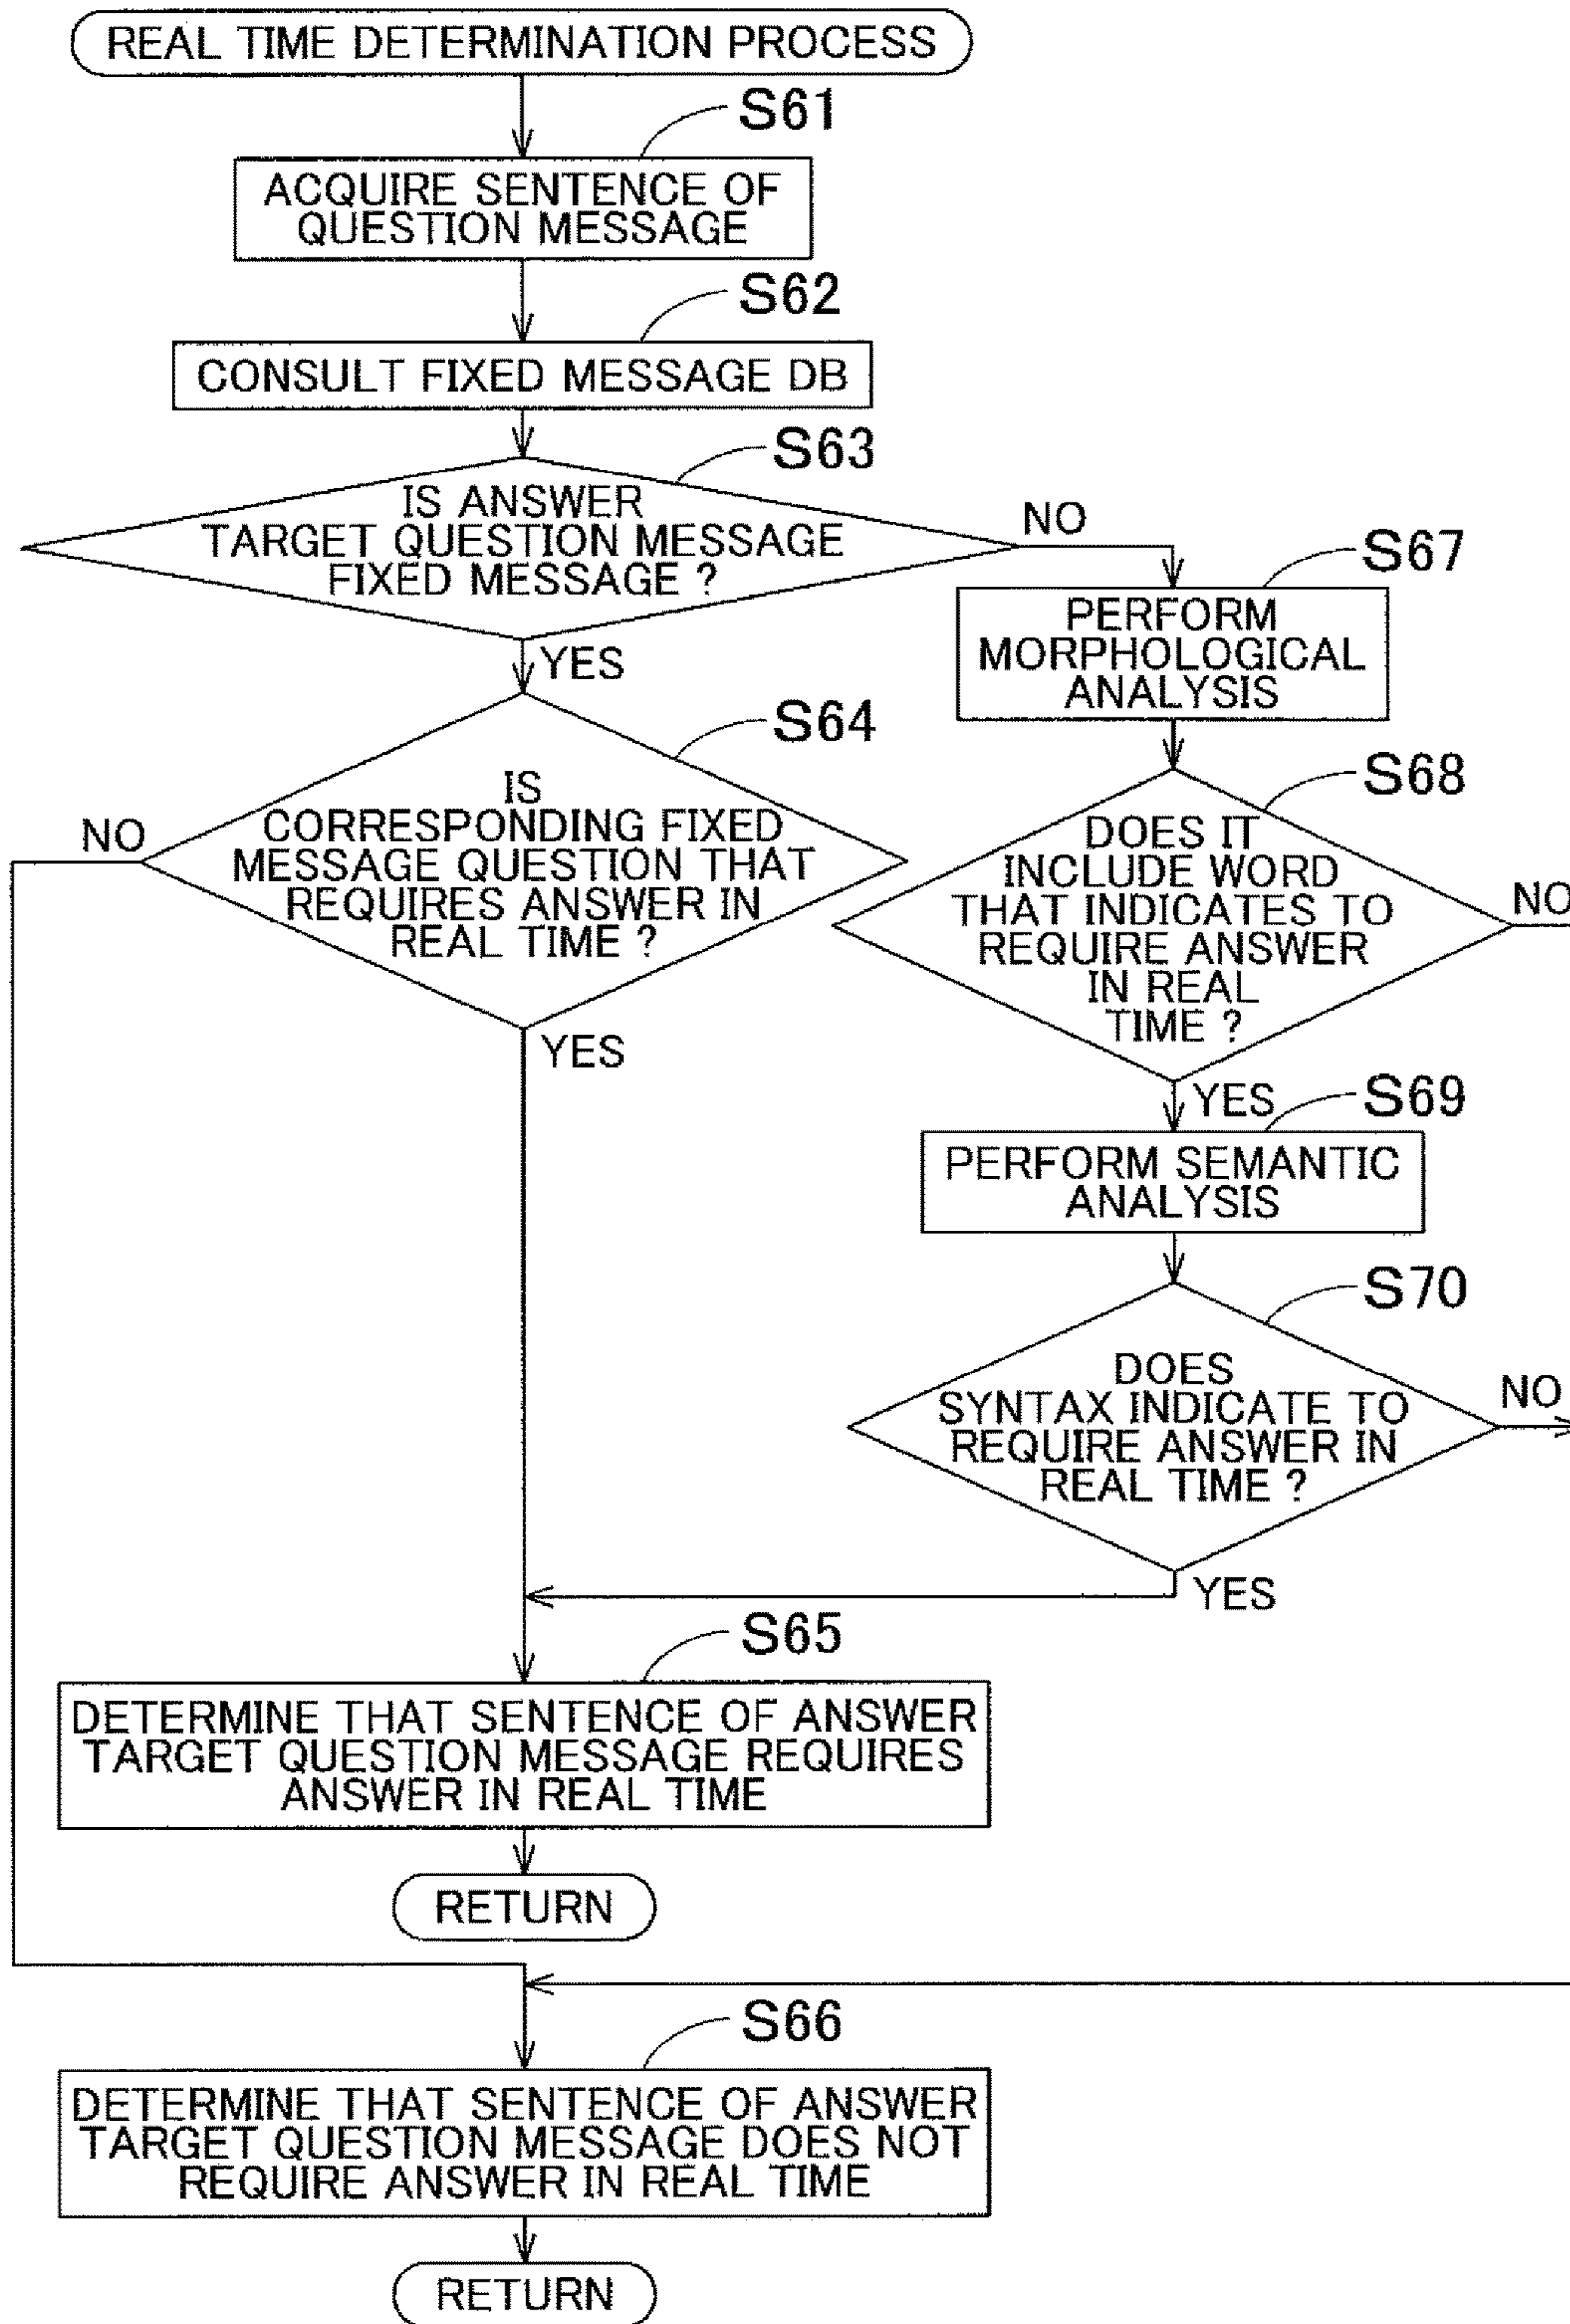 REAL TIME DETERMINATION PROCESS
S61
ACQUIRE SENTENCE OF
QUESTION MESSAGE
S62
CONSULT FIXED MESSAGE DB
S63
IS ANSWER
TARGET QUESTION MESSAGE
FIXED MESSAGE ?
NO
YES
S64
IS
CORRESPONDING FIXED
MESSAGE QUESTION THAT
REQUIRES ANSWER IN
REAL TIME ?
NO
YES
S67
PERFORM
MORPHOLOGICAL
ANALYSIS
S68
DOES IT
INCLUDE WORD
THAT INDICATES TO
REQUIRE ANSWER
IN REAL
TIME ?
NO
YES
S69
PERFORM SEMANTIC
ANALYSIS
S70
DOES
SYNTAX INDICATE TO
REQUIRE ANSWER IN
REAL TIME ?
NO
YES
S65
DETERMINE THAT SENTENCE OF ANSWER
TARGET QUESTION MESSAGE REQUIRES
ANSWER IN REAL TIME
RETURN
S66
DETERMINE THAT SENTENCE OF ANSWER
TARGET QUESTION MESSAGE DOES NOT
REQUIRE ANSWER IN REAL TIME
RETURN